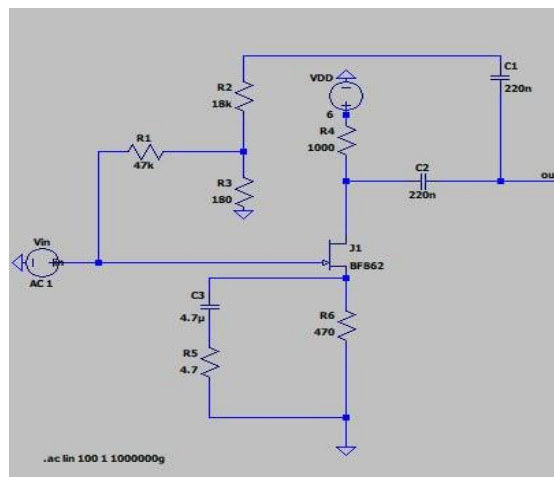 C1
220n
R2
18k
VDD
6
R4
1000
R1
47k
C2
220n
R3
180
Vin
AC 1
J1
BF862
C3
4.7µ
R6
470
R5
4.7
.ac lin 100 1 1000000g